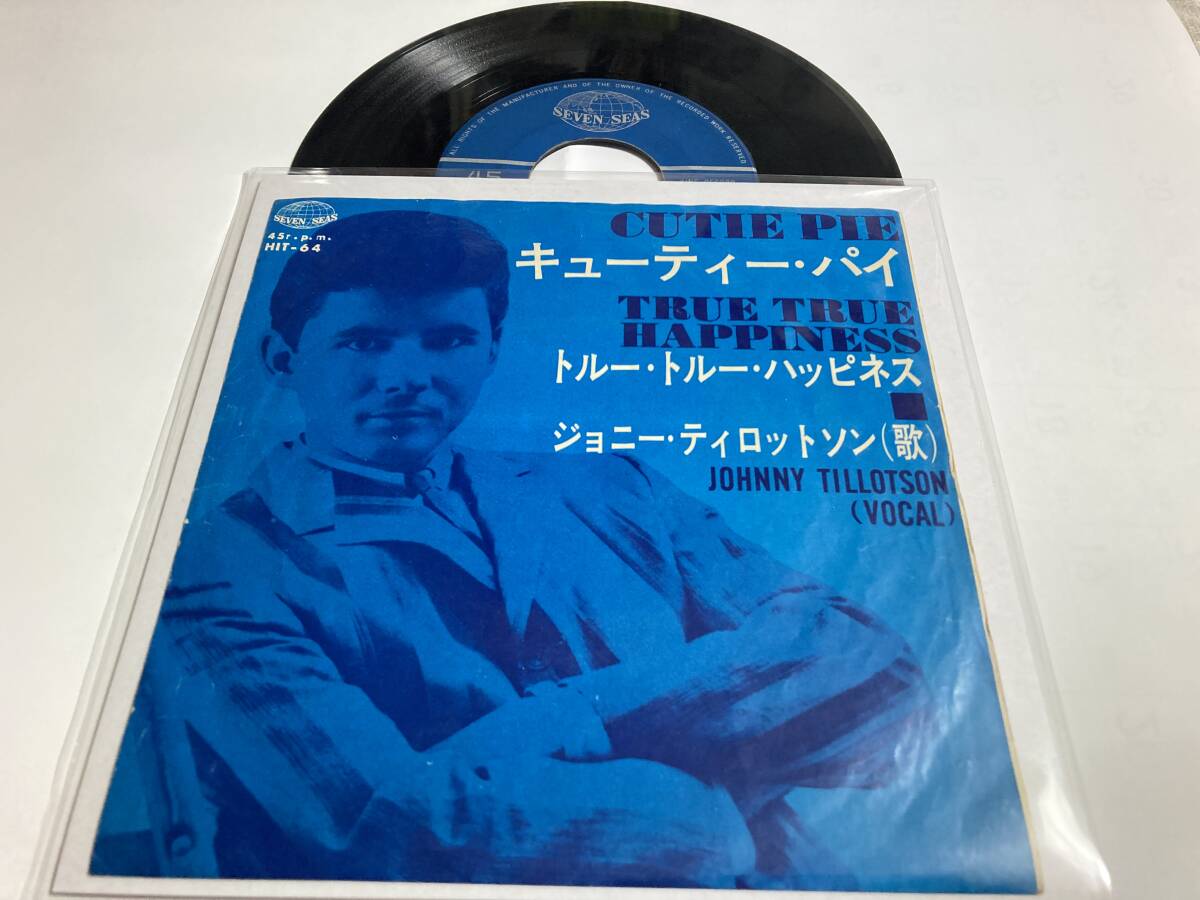 ALL RIGHTS OF THE MANUFACTURER AND OF THE OWNER OF THE RECORDED WORK RESERVED
SEVEN SEAS
45
SEVEN SEAS
45r.p.m.
HIT-64
CUTIE PIE
キューティー・パイ
TRUE TRUE
HAPPINESS
トルー・トルー・ハッピネス
ジョニー・ティロットソン(歌)
JOHNNY TILLOTSON
(VOCAL)